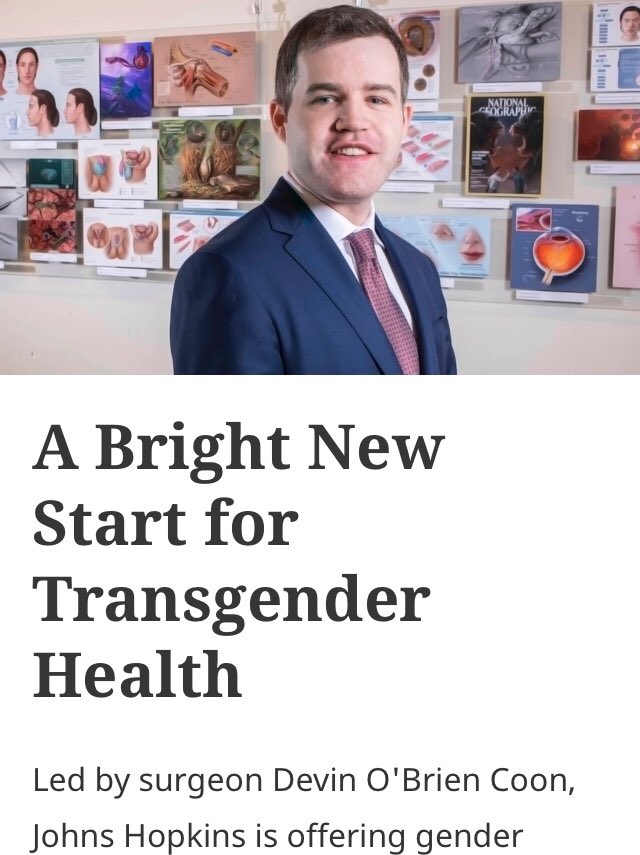 NATIONAL
GEOGRAPHIC
A Bright New
Start for
Transgender
Health
Led by surgeon Devin O'Brien Coon,
Johns Hopkins is offering gender